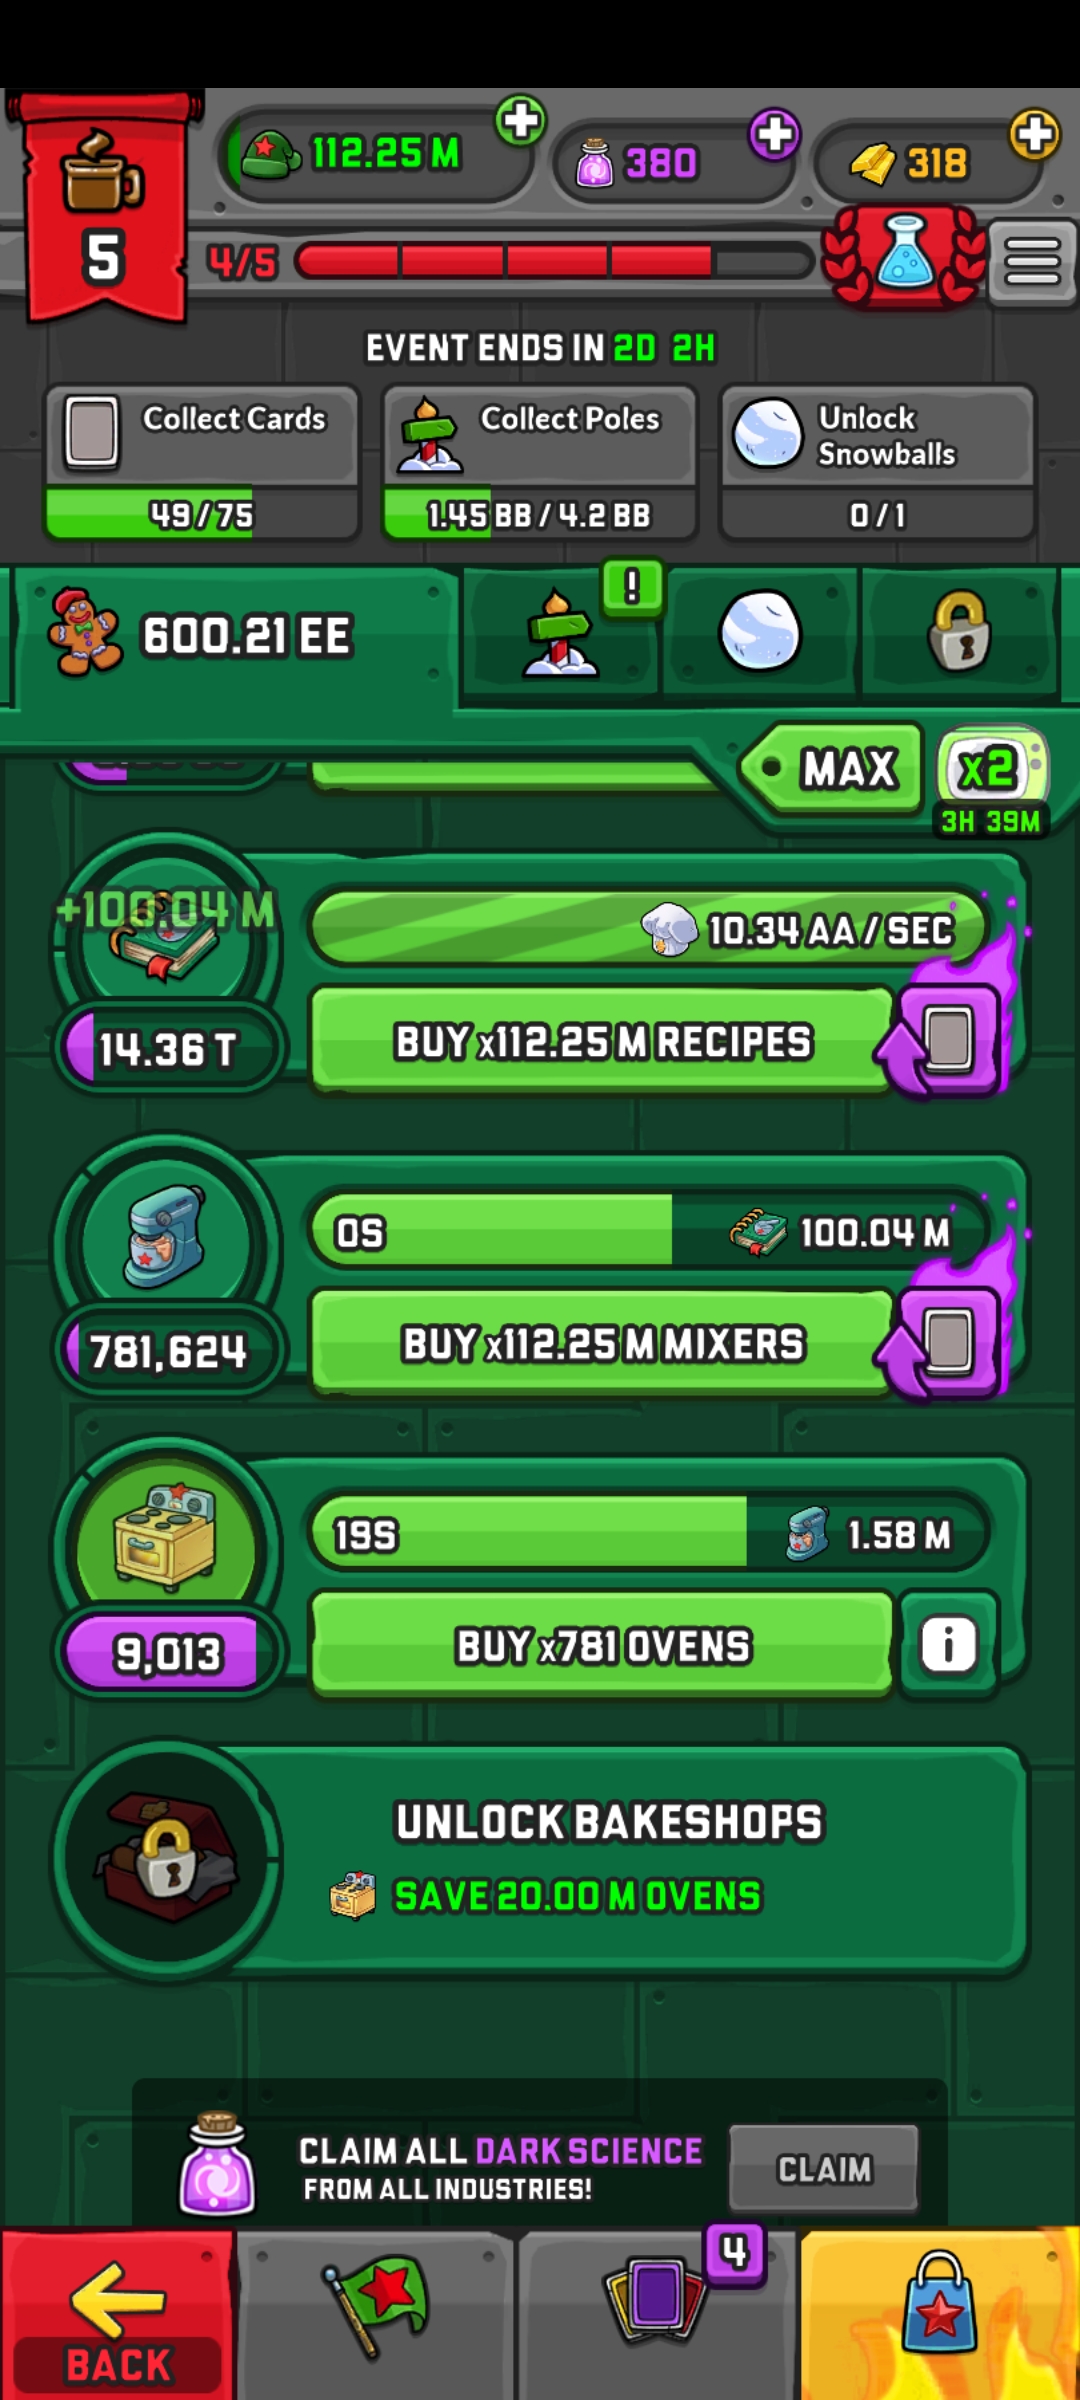 112.25 M
380
318
5
4/5
EVENT ENDS IN 2D 2H
Collect Cards
49/75
Collect Poles
1.45 BB / 4.2 BB
Unlock
Snowballs
0/1
600.21 EE
!
MAX
x2
3H 39M
+100.04 M
10.34 AA / SEC
14.36 T
BUY x112.25 M RECIPES
0S
100.04 M
781,624
BUY x112.25 M MIXERS
19S
1.58 M
9,013
BUY x781 OVENS
i
UNLOCK BAKESHOPS
SAVE 20.00 M OVENS
CLAIM ALL DARK SCIENCE
FROM ALL INDUSTRIES!
CLAIM
4
BACK